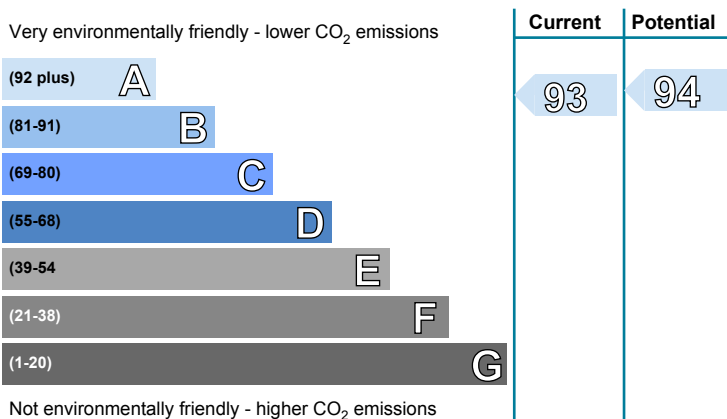 Current Potential
Very environmentally friendly - lower CO2 emissions
(92 plus) A
93 94
(81-91) B
(69-80) C
(55-68) D
(39-54 E
(21-38) F
(1-20) G
Not environmentally friendly - higher CO2 emissions